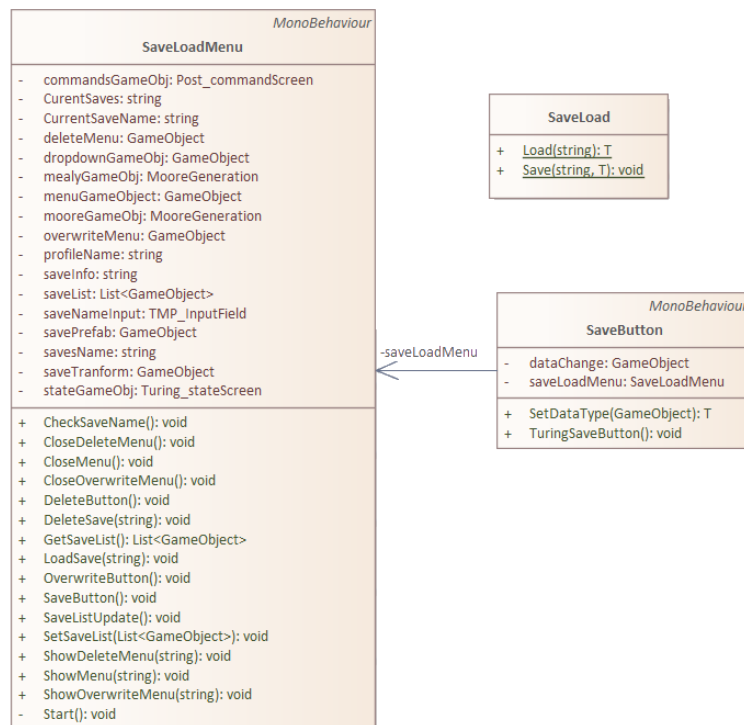 MonoBehaviour
SaveLoadMenu
- commandsGameObj: Post_commandScreen
- CurentSaves: string
- CurrentSaveName: string
- deleteMenu: GameObject
- dropdownGameObj: GameObject
- mealyGameObj: MooreGeneration
- menuGameObject: GameObject
- mooreGameObj: MooreGeneration
- overwriteMenu: GameObject
- profileName: string
- saveInfo: string
- saveList: List<GameObject>
- saveNameInput: TMP_InputField
- savePrefab: GameObject
- savesName: string
- saveTranform: GameObject
- stateGameObj: Turing_stateScreen
+ CheckSaveName(): void
+ CloseDeleteMenu(): void
+ CloseMenu(): void
+ CloseOverwriteMenu(): void
+ DeleteButton(): void
+ DeleteSave(string): void
+ GetSaveList(): List<GameObject>
+ LoadSave(string): void
+ OverwriteButton(): void
+ SaveButton(): void
+ SaveListUpdate(): void
+ SetSaveList(List<GameObject>): void
+ ShowDeleteMenu(string): void
+ ShowMenu(string): void
+ ShowOverwriteMenu(string): void
- Start(): void
SaveLoad
+ Load(string): T
+ Save(string, T): void
-saveLoadMenu
MonoBehaviour
SaveButton
- dataChange: GameObject
- saveLoadMenu: SaveLoadMenu
+ SetDataType(GameObject): T
+ TuringSaveButton(): void